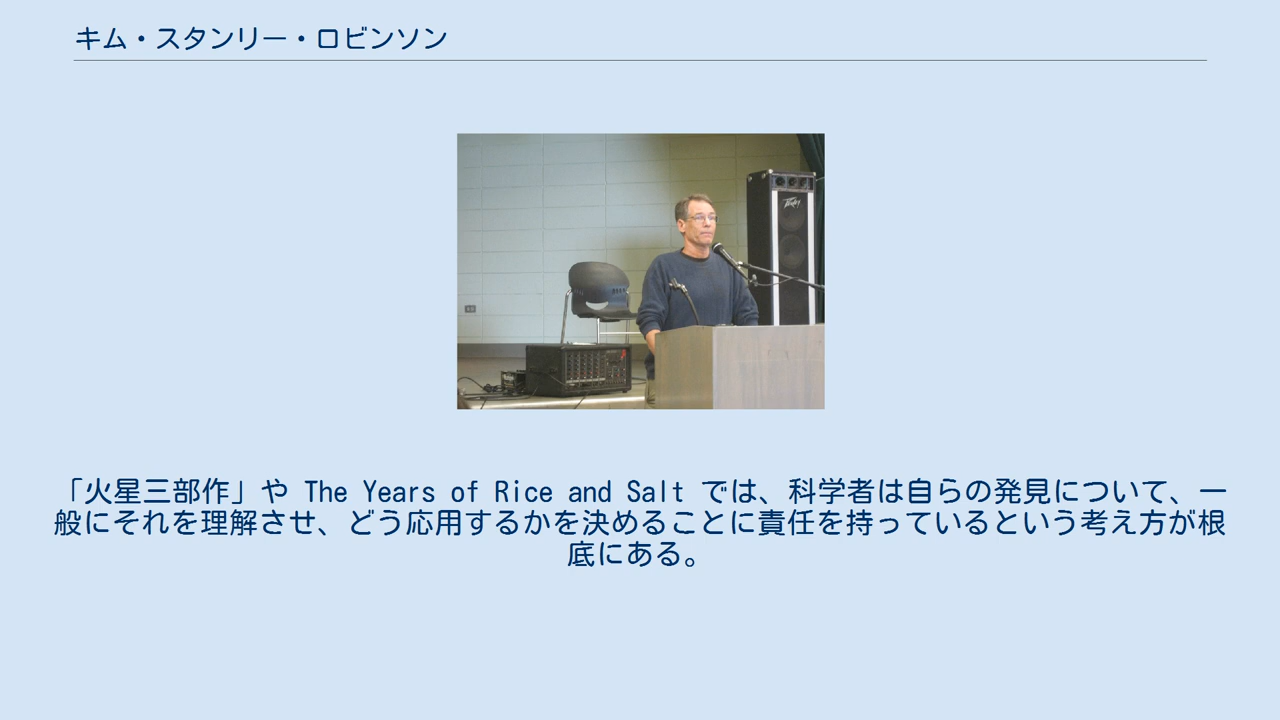 キム・スタンリー・ロビンソン
PEAVEY
「火星三部作」や The Years of Rice and Salt では、科学者は自らの発見について、一
般にそれを理解させ、どう応用するかを決めることに責任を持っているという考え方が根
底にある。